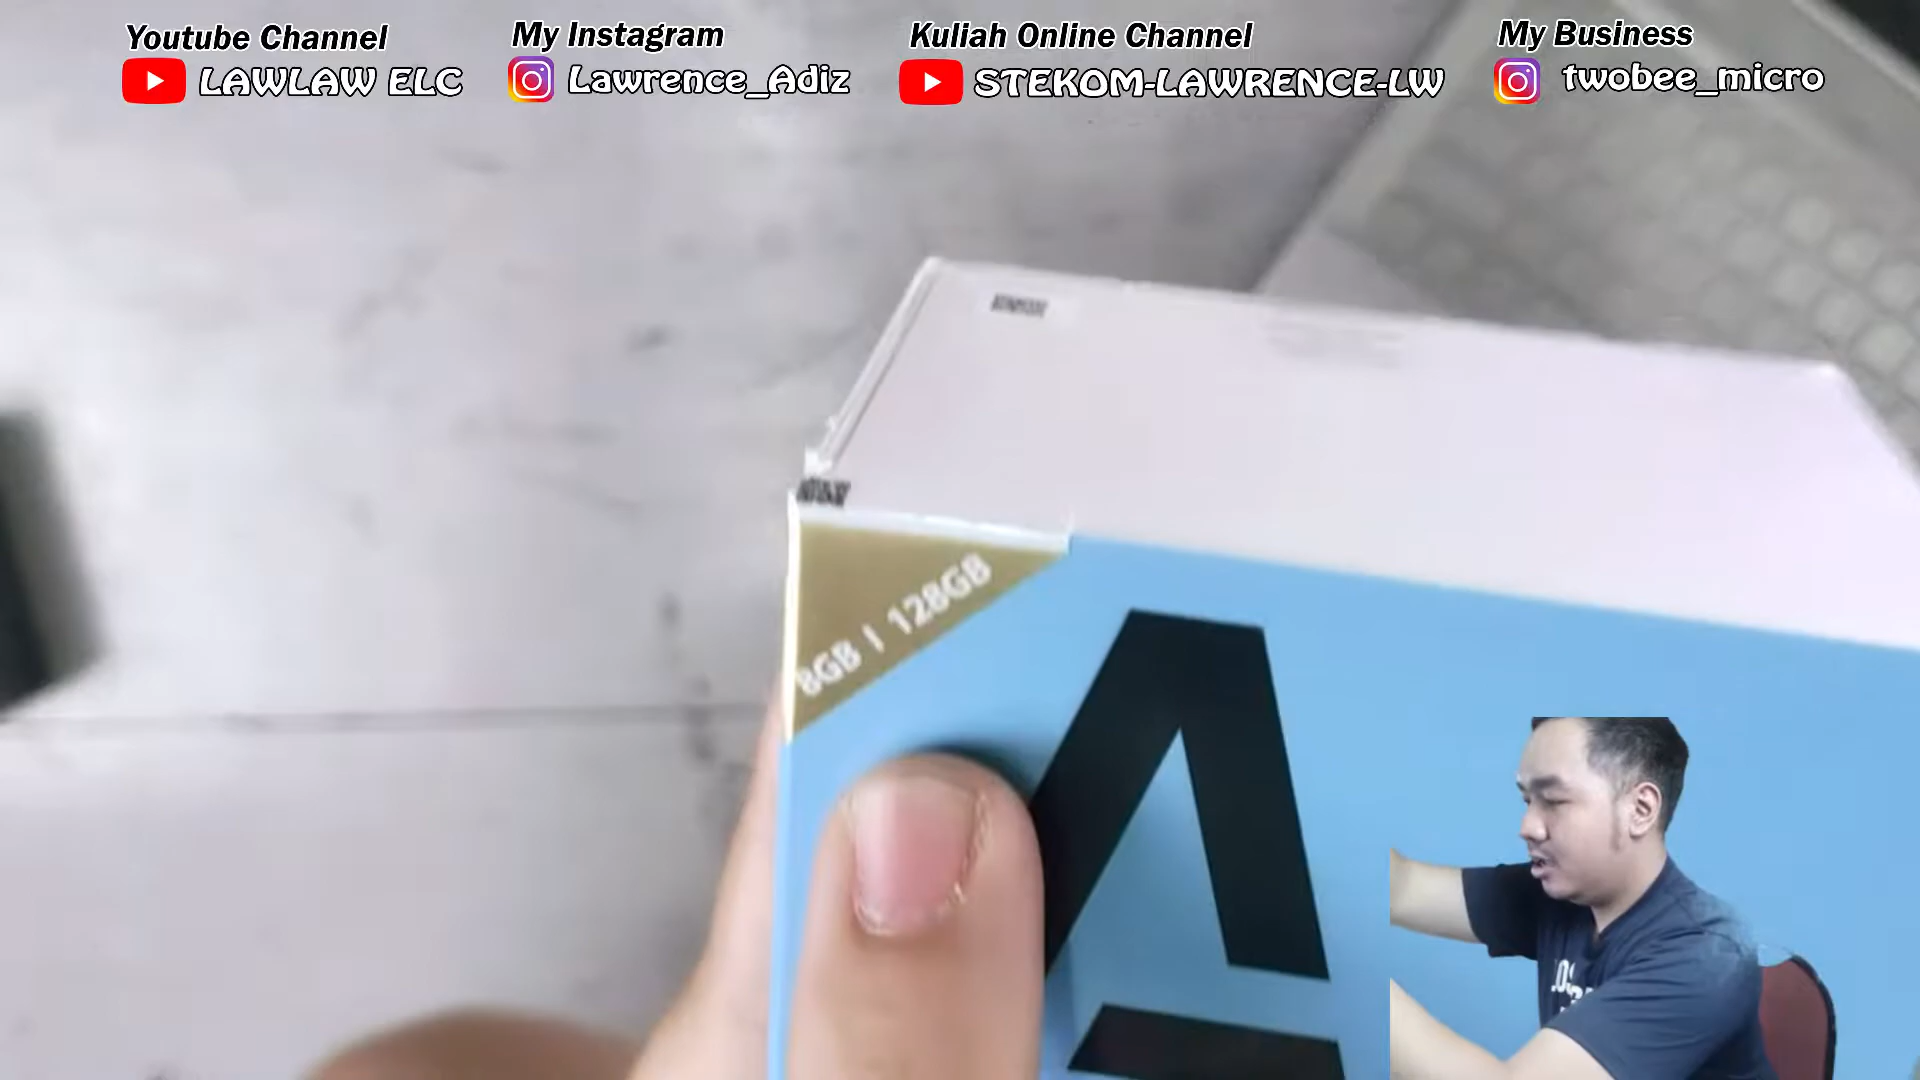 Youtube Channel
LAWLAW ELC
My Instagram
Lawrence_Adiz
Kuliah Online Channel
STEKOM-LAWRENCE-LW
My Business
twobee_micro
8GB | 128GB
A